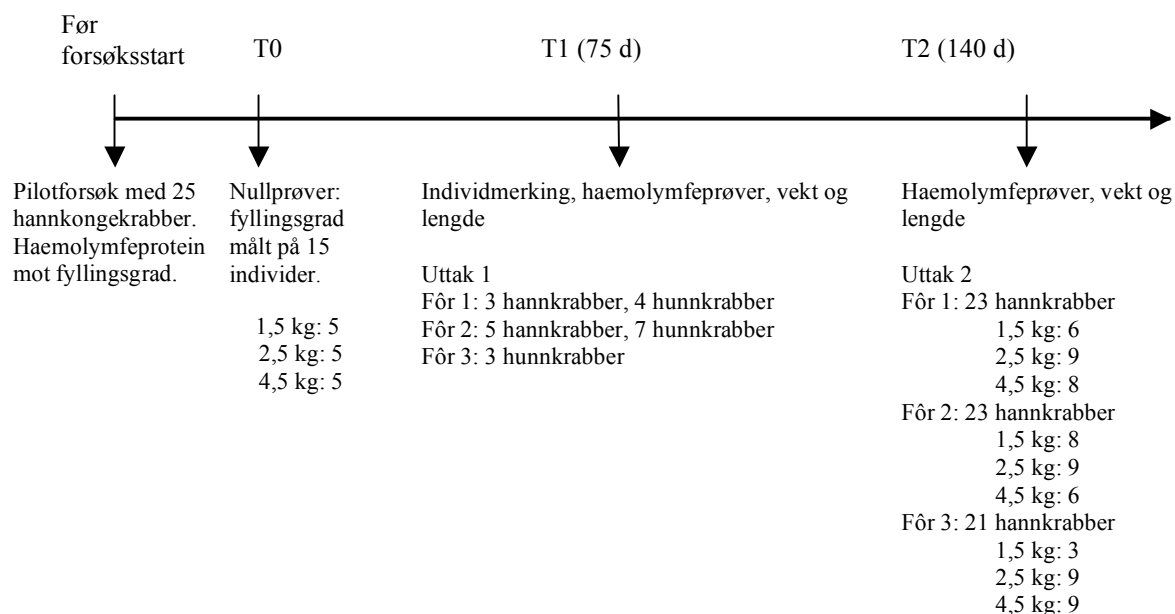 Før
forsøksstart
T0
T1 (75 d)
T2 (140 d)
Pilotforsøk med 25
hannkongekrabber.
Haemolymfeprotein
mot fyllingsgrad.
Nullprøver:
fyllingsgrad
målt på 15
individer.
1,5 kg: 5
2,5 kg: 5
4,5 kg: 5
Individmerking, haemolymfeprøver, vekt og
lengde
Uttak 1
Fôr 1: 3 hannkrabber, 4 hunnkrabber
Fôr 2: 5 hannkrabber, 7 hunnkrabber
Fôr 3: 3 hunnkrabber
Haemolymfeprøver, vekt og
lengde
Uttak 2
Fôr 1: 23 hannkrabber
1,5 kg: 6
2,5 kg: 9
4,5 kg: 8
Fôr 2: 23 hannkrabber
1,5 kg: 8
2,5 kg: 9
4,5 kg: 6
Fôr 3: 21 hannkrabber
1,5 kg: 3
2,5 kg: 9
4,5 kg: 9